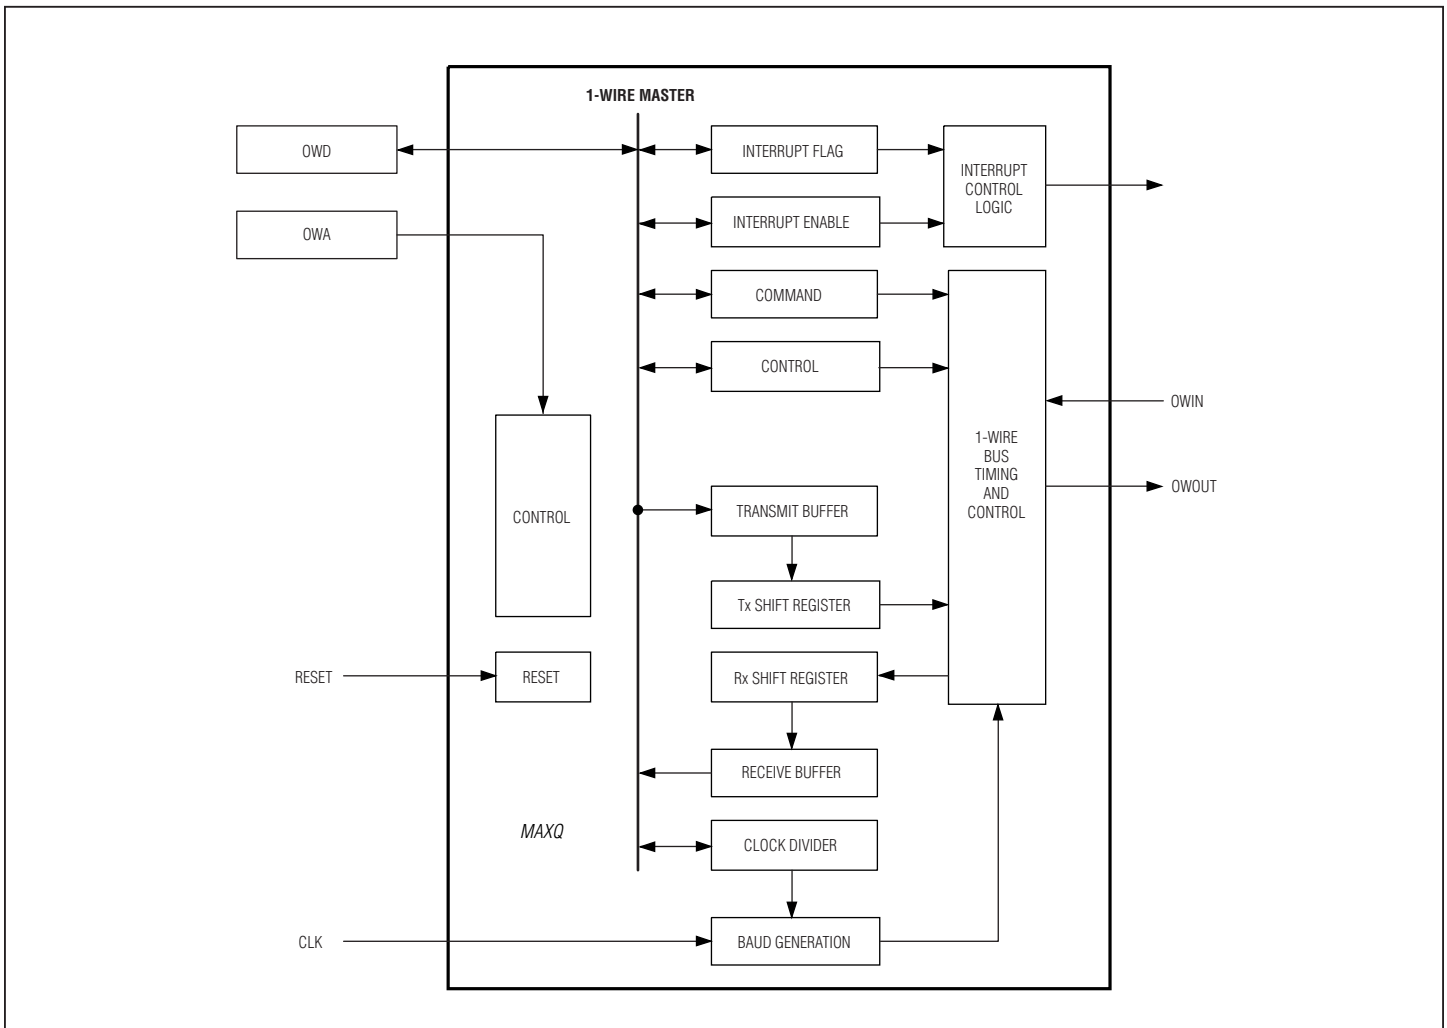 1-WIRE MASTER
OWD
INTERRUPT FLAG
INTERRUPT
CONTROL
LOGIC
OWA
INTERRUPT ENABLE
COMMAND
CONTROL
OWIN
1-WIRE
BUS
TIMING
AND
CONTROL
OWOUT
CONTROL
TRANSMIT BUFFER
Tx SHIFT REGISTER
RESET
RESET
Rx SHIFT REGISTER
RECEIVE BUFFER
MAXQ
CLOCK DIVIDER
CLK
BAUD GENERATION